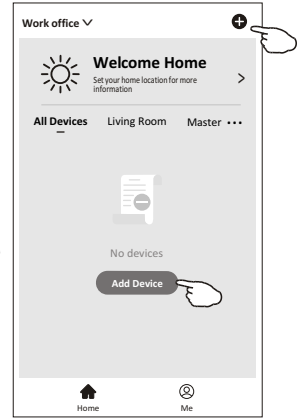 Work office
Welcome Home
Set your home location for more
information
All Devices Living Room Master
No devices
Add Device
Home Me